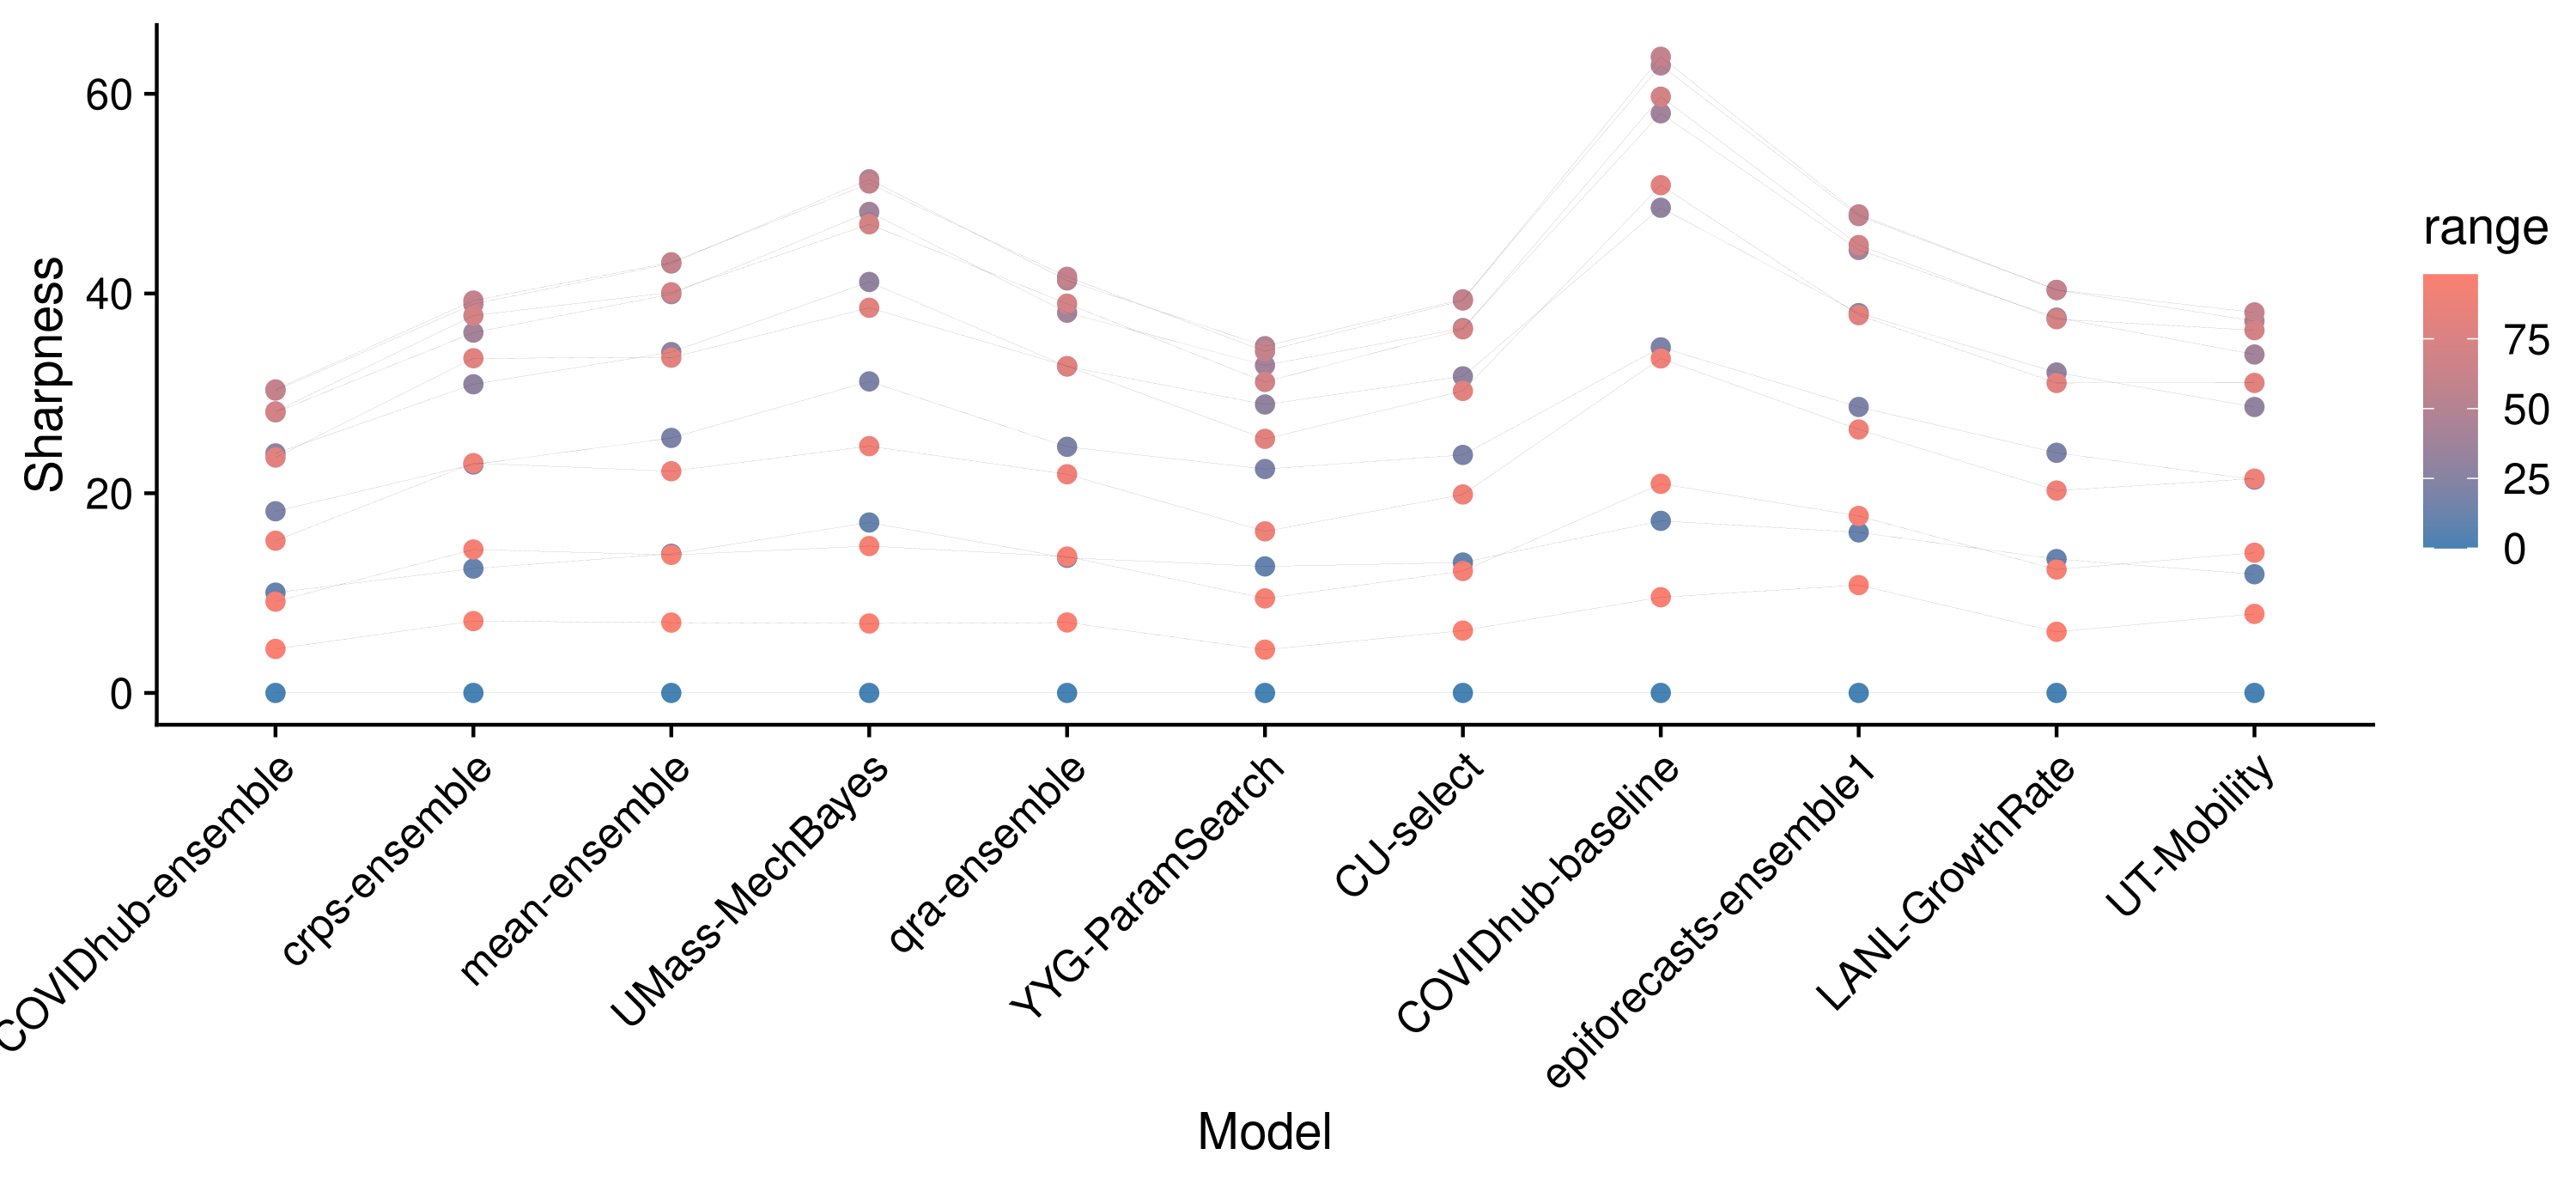 Sharpness
60
40
20
0
COVIDhub-ensemble
crps-ensemble
mean-ensemble
UMass-MechBayes
qra-ensemble
YYG-ParamSearch
CU-select
COVIDhub-baseline
epiforecasts-ensemble1
LANL-GrowthRate
UT-Mobility
Model
range
75
50
25
0